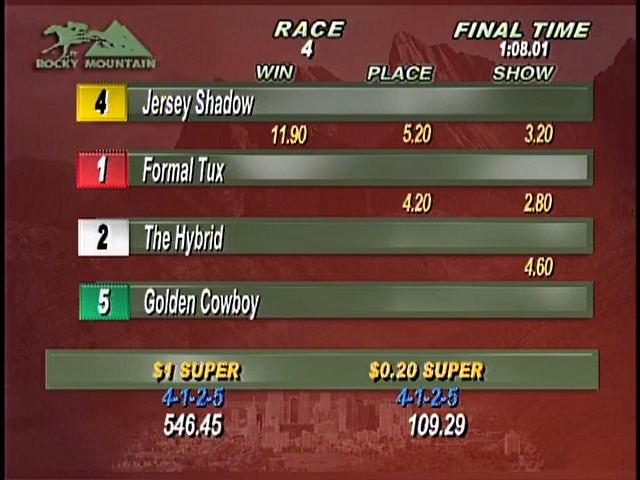 RACE
4
FINAL TIME
1:08.01
ROCKY MOUNTAIN
WIN PLACE SHOW
4 Jersey Shadow
11.90 5.20 3.20
1 Formal Tux
4.20 2.80
2 The Hybrid
4.60
5 Golden Cowboy
$1 SUPER $0.20 SUPER
4-1-2-5 4-1-2-5
546.45 109.29